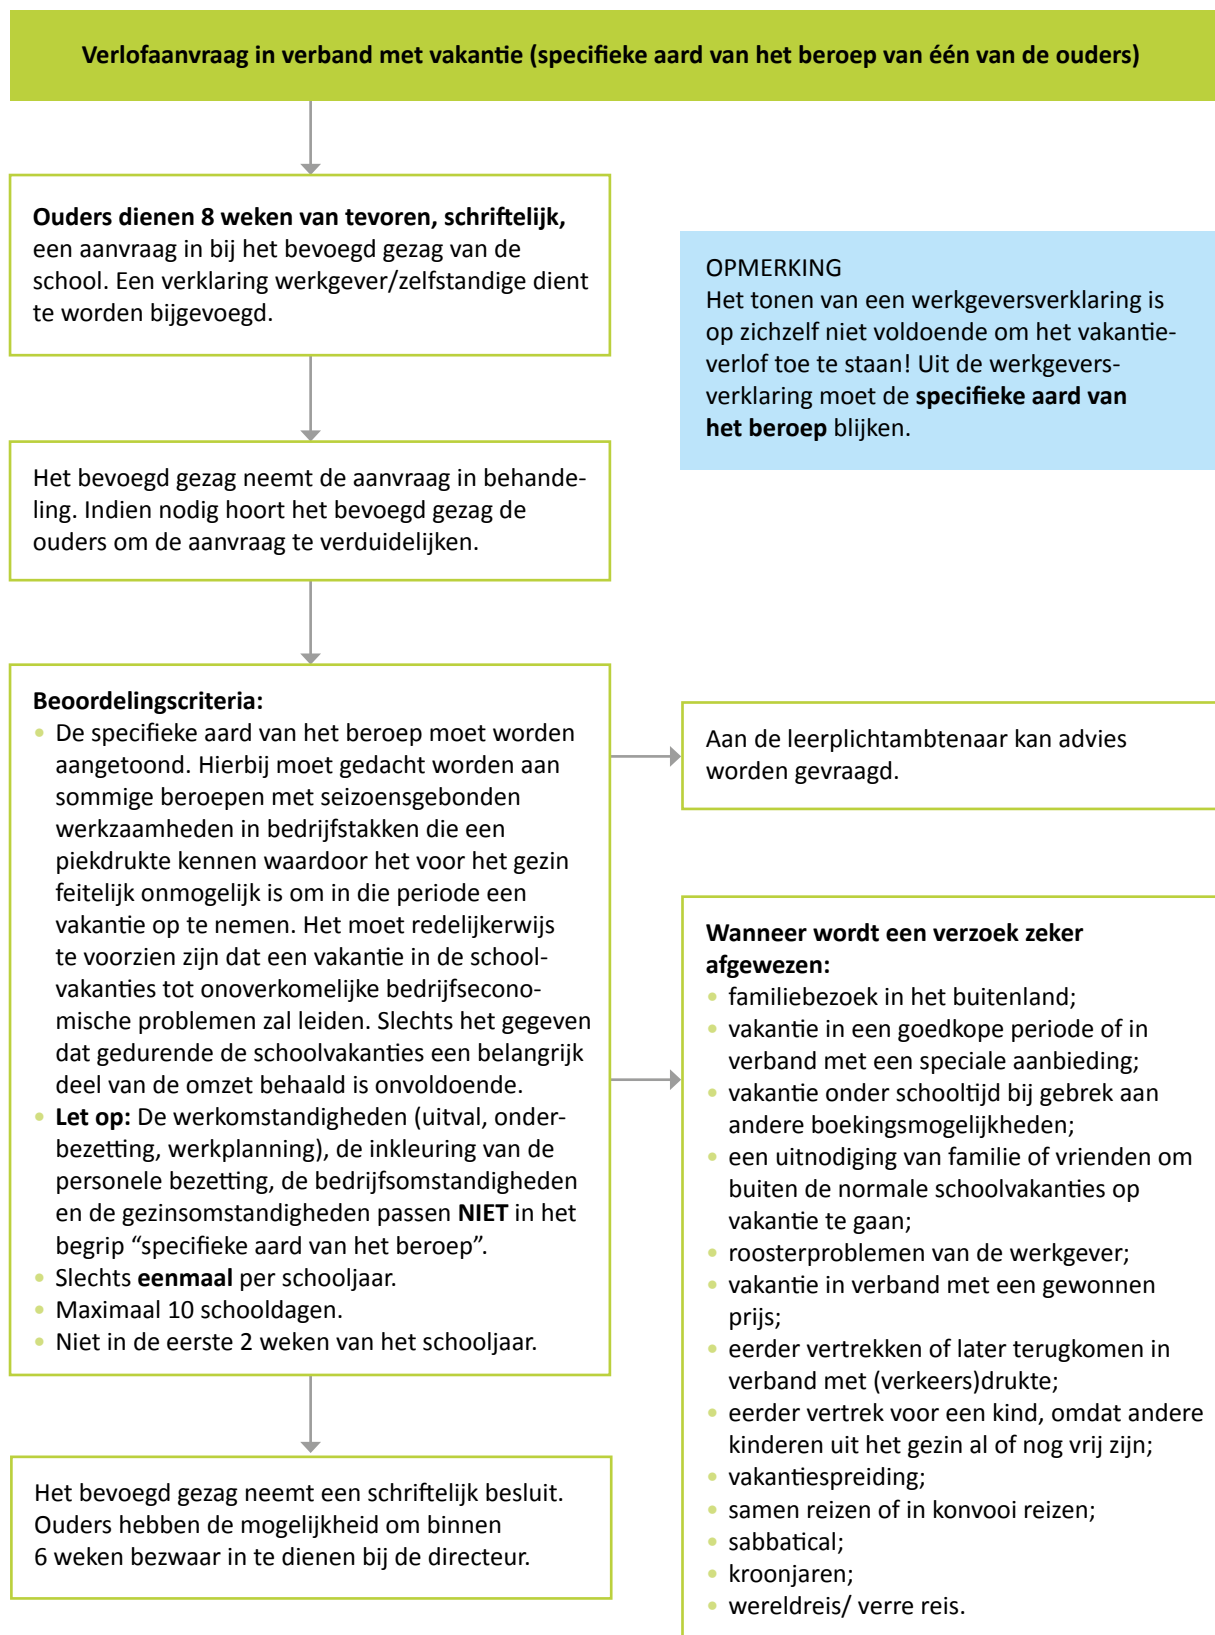 Verlofaanvraag in verband met vakantie (specifieke aard van het beroep van één van de ouders)
Ouders dienen 8 weken van tevoren, schriftelijk,
een aanvraag in bij het bevoegd gezag van de
school. Een verklaring werkgever/zelfstandige dient
te worden bijgevoegd.
OPMERKING
Het tonen van een werkgeversverklaring is
op zichzelf niet voldoende om het vakantie-
verlof toe te staan! Uit de werkgevers-
verklaring moet de specifieke aard van
het beroep blijken.
Het bevoegd gezag neemt de aanvraag in behande-
ling. Indien nodig hoort het bevoegd gezag de
ouders om de aanvraag te verduidelijken.
Beoordelingscriteria:
• De specifieke aard van het beroep moet worden
aangetoond. Hierbij moet gedacht worden aan
sommige beroepen met seizoensgebonden
werkzaamheden in bedrijfstakken die een
piekdrukte kennen waardoor het voor het gezin
feitelijk onmogelijk is om in die periode een
vakantie op te nemen. Het moet redelijkerwijs
te voorzien zijn dat een vakantie in de school-
vakanties tot onoverkomelijke bedrijfsecono-
mische problemen zal leiden. Slechts het gegeven
dat gedurende de schoolvakanties een belangrijk
deel van de omzet behaald is onvoldoende.
• Let op: De werkomstandigheden (uitval, onder-
bezetting, werkplanning), de inkleuring van de
personele bezetting, de bedrijfsomstandigheden
en de gezinsomstandigheden passen NIET in het
begrip “specifieke aard van het beroep”.
• Slechts eenmaal per schooljaar.
• Maximaal 10 schooldagen.
• Niet in de eerste 2 weken van het schooljaar.
Aan de leerplichtambtenaar kan advies
worden gevraagd.
Wanneer wordt een verzoek zeker
afgewezen:
• familiebezoek in het buitenland;
• vakantie in een goedkope periode of in
verband met een speciale aanbieding;
• vakantie onder schooltijd bij gebrek aan
andere boekingsmogelijkheden;
• een uitnodiging van familie of vrienden om
buiten de normale schoolvakanties op
vakantie te gaan;
• roosterproblemen van de werkgever;
• vakantie in verband met een gewonnen
prijs;
• eerder vertrekken of later terugkomen in
verband met (verkeers)drukte;
• eerder vertrek voor een kind, omdat andere
kinderen uit het gezin al of nog vrij zijn;
• vakantiespreiding;
• samen reizen of in konvooi reizen;
• sabbatical;
• kroonjaren;
• wereldreis/ verre reis.
Het bevoegd gezag neemt een schriftelijk besluit.
Ouders hebben de mogelijkheid om binnen
6 weken bezwaar in te dienen bij de directeur.